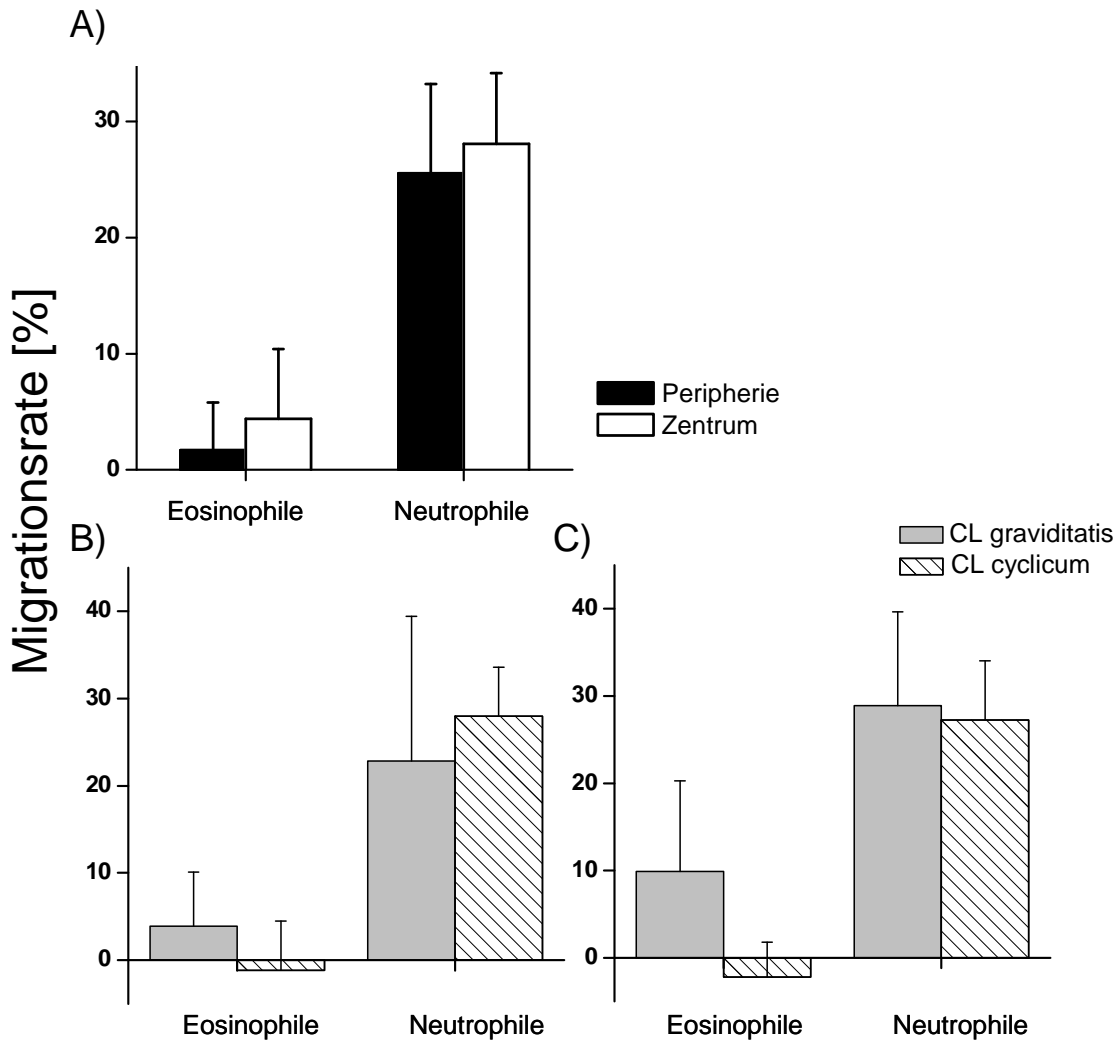 A)
Migrationsrate [%]
30
20
10
0
Eosinophile Neutrophile
Peripherie
Zentrum
B)
40
30
20
10
0
Eosinophile Neutrophile
C)
CL graviditatis
CL cyclicum
40
30
20
10
0
Eosinophile Neutrophile